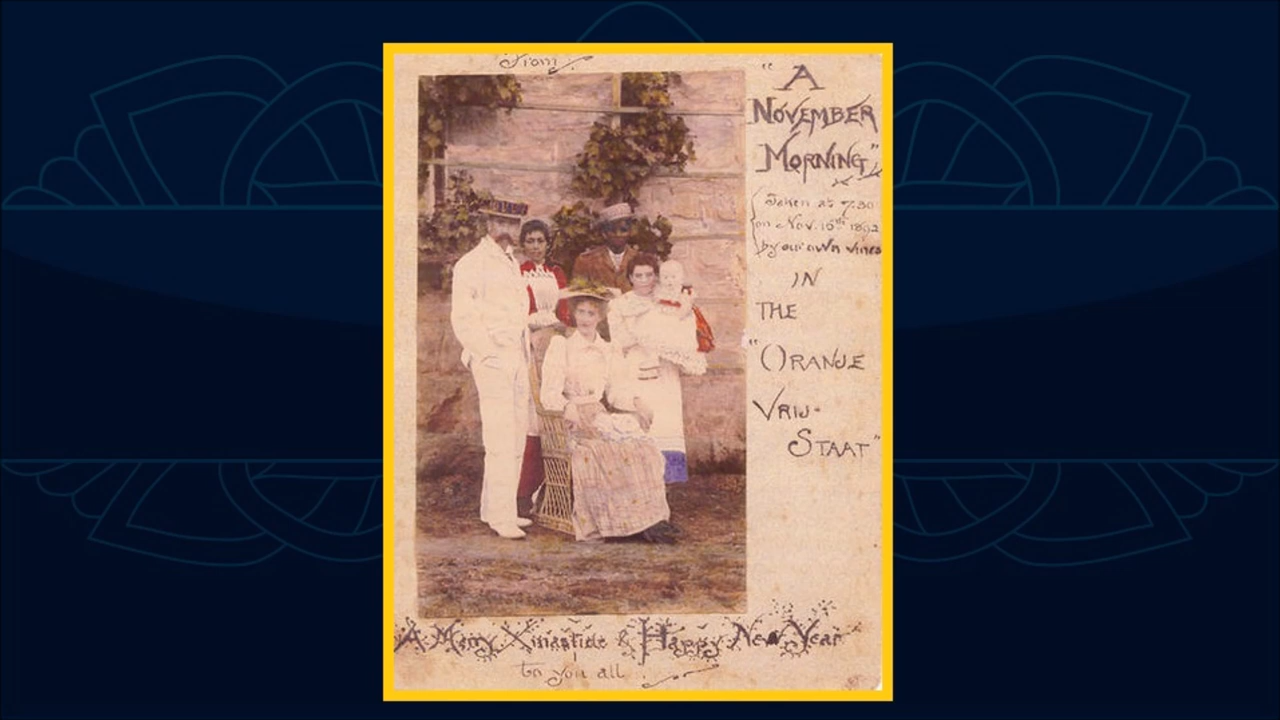 From
"A
NOVEMBER
MORNING"
Taken at 7.30
on Nov. 16th 1892
by our own vines
IN
THE
"ORANJE
VRIJ-
STAAT"
A Merry Xmastide & Happy New Year
to you all